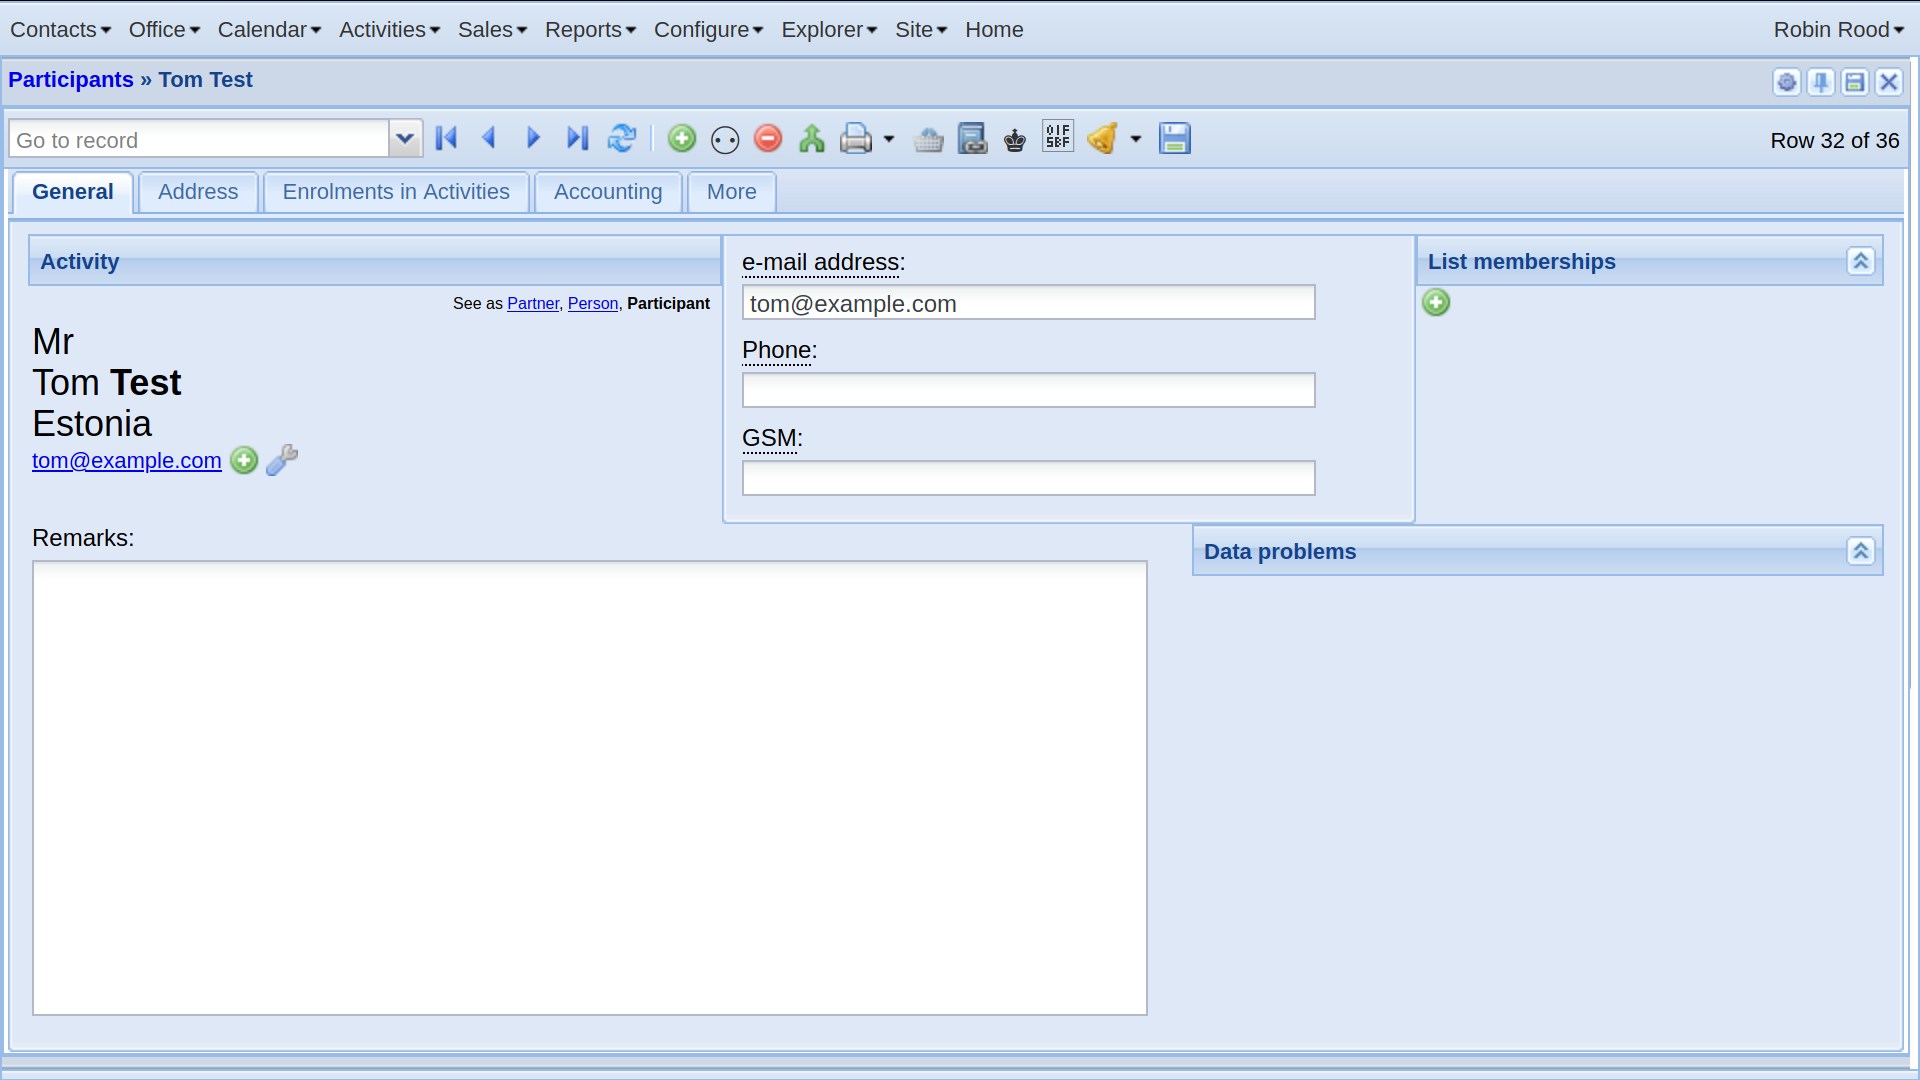 Contacts Office Calendar Activities Sales Reports Configure Explorer Site Home Robin Rood
Participants » Tom Test
Go to record
Row 32 of 36
General Address Enrolments in Activities Accounting More
Activity
See as Partner, Person, Participant
Mr
Tom Test
Estonia
tom@example.com
e-mail address:
tom@example.com
Phone:
GSM:
List memberships
Remarks:
Data problems